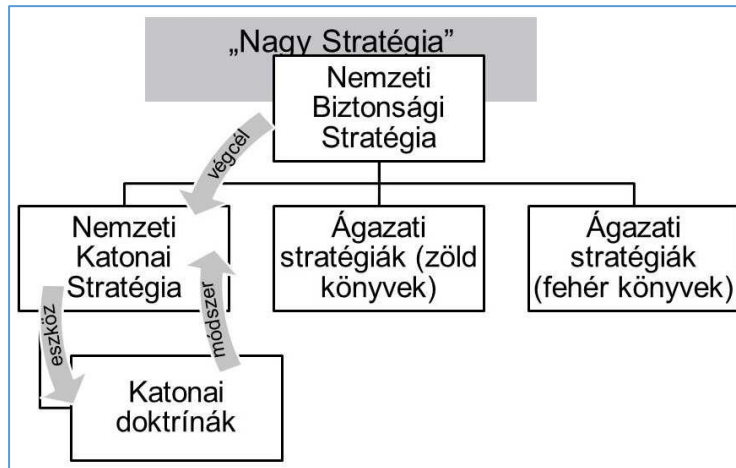 „Nagy Stratégia”
Nemzeti
Biztonsági
Stratégia
végcél
Nemzeti
Katonai
Stratégia
Ágazati
stratégiák (zöld
könyvek)
Ágazati
stratégiák
(fehér könyvek)
eszköz
módszer
Katonai
doktrínák